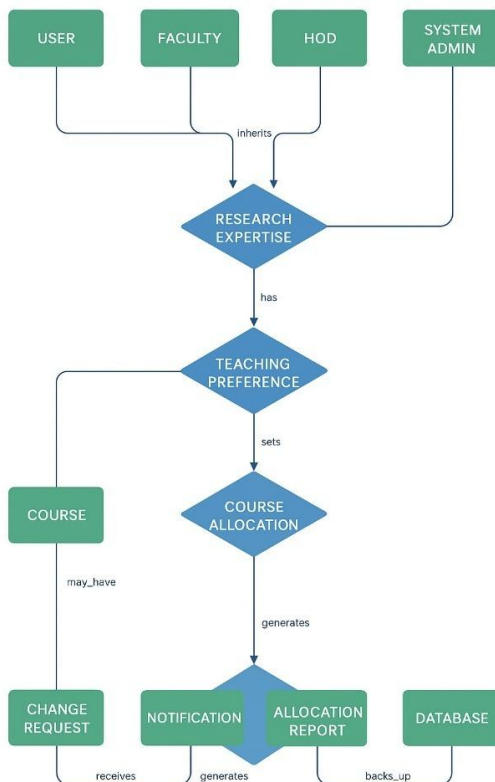 USER
FACULTY
HOD
SYSTEM
ADMIN
inherits
RESEARCH
EXPERTISE
has
TEACHING
PREFERENCE
sets
COURSE
COURSE
ALLOCATION
may_have
generates
CHANGE
REQUEST
NOTIFICATION
ALLOCATION
REPORT
DATABASE
receives
generates
backs_up